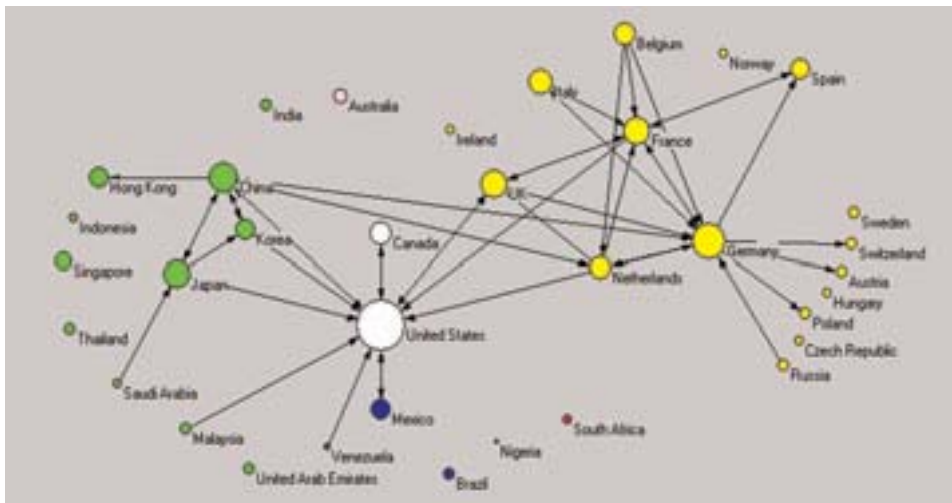 Belgium
Norway
Spain
Italy
India
Australia
Ireland
France
Hong Kong
China
UK
Indonesia
Korea
Canada
Sweden
Germany
Switzerland
Singapore
Japan
Netherlands
Austria
Hungary
Thailand
United States
Poland
Czech Republic
Saudi Arabia
Russia
Mexico
South Africa
Malaysia
Venezuela
Nigeria
United Arab Emirates
Brazil